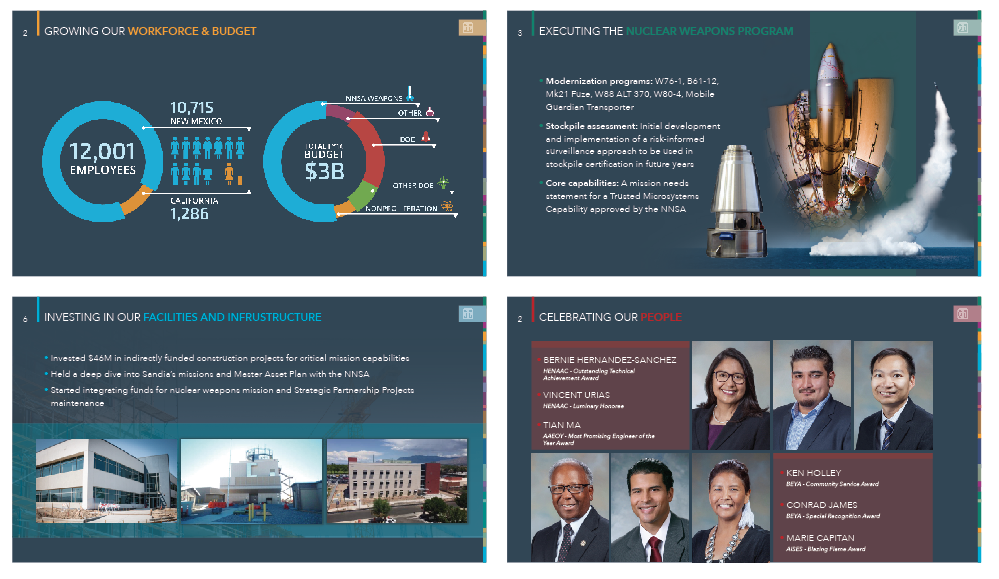 2
GROWING OUR WORKFORCE & BUDGET
12,001
EMPLOYEES
10,715
NEW MEXICO
CALIFORNIA
1,286
BUDGET
$3B
NNSA WEAPONS
OTHER
DOE
OTHER DOE
3
EXECUTING THE NUCLEAR WEAPONS PROGRAM
• Modernization programs: W76-1, B61-12,
Mk21 Fuze, W88 ALT 370, W80-4, Mobile
Guardian Transporter
• Stockpile assessment: Initial development
and implementation of a risk-informed
surveillance approach to be used in
stockpile certification in future years
• Core capabilities: A mission needs
statement for a Trusted Microsystems
Capability approved by the NNSA
6
INVESTING IN OUR FACILITIES AND INFRUSTRUCTURE
• Invested $46M in indirectly funded construction projects for critical mission capabilities
• Held a deep dive into Sandia's missions and Master Asset Plan with the NNSA
• Started integrating funds for nuclear weapons mission and Strategic Partnership Projects
maintenance
2
CELEBRATING OUR PEOPLE
BERNIE HERNANDEZ-SANCHEZ
HENAAC - Outstanding Technical
Achievement Award
VINCENT URIAS
HENAAC - Luminary Honoree
TIAN MA
AAEOY - Most Promising Engineer of the
Year Award
KEN HOLLEY
BEYA - Community Service Award
CONRAD JAMES
BEYA - Special Recognition Award
MARIE CAPITAN
AISES - Blazing Flame Award